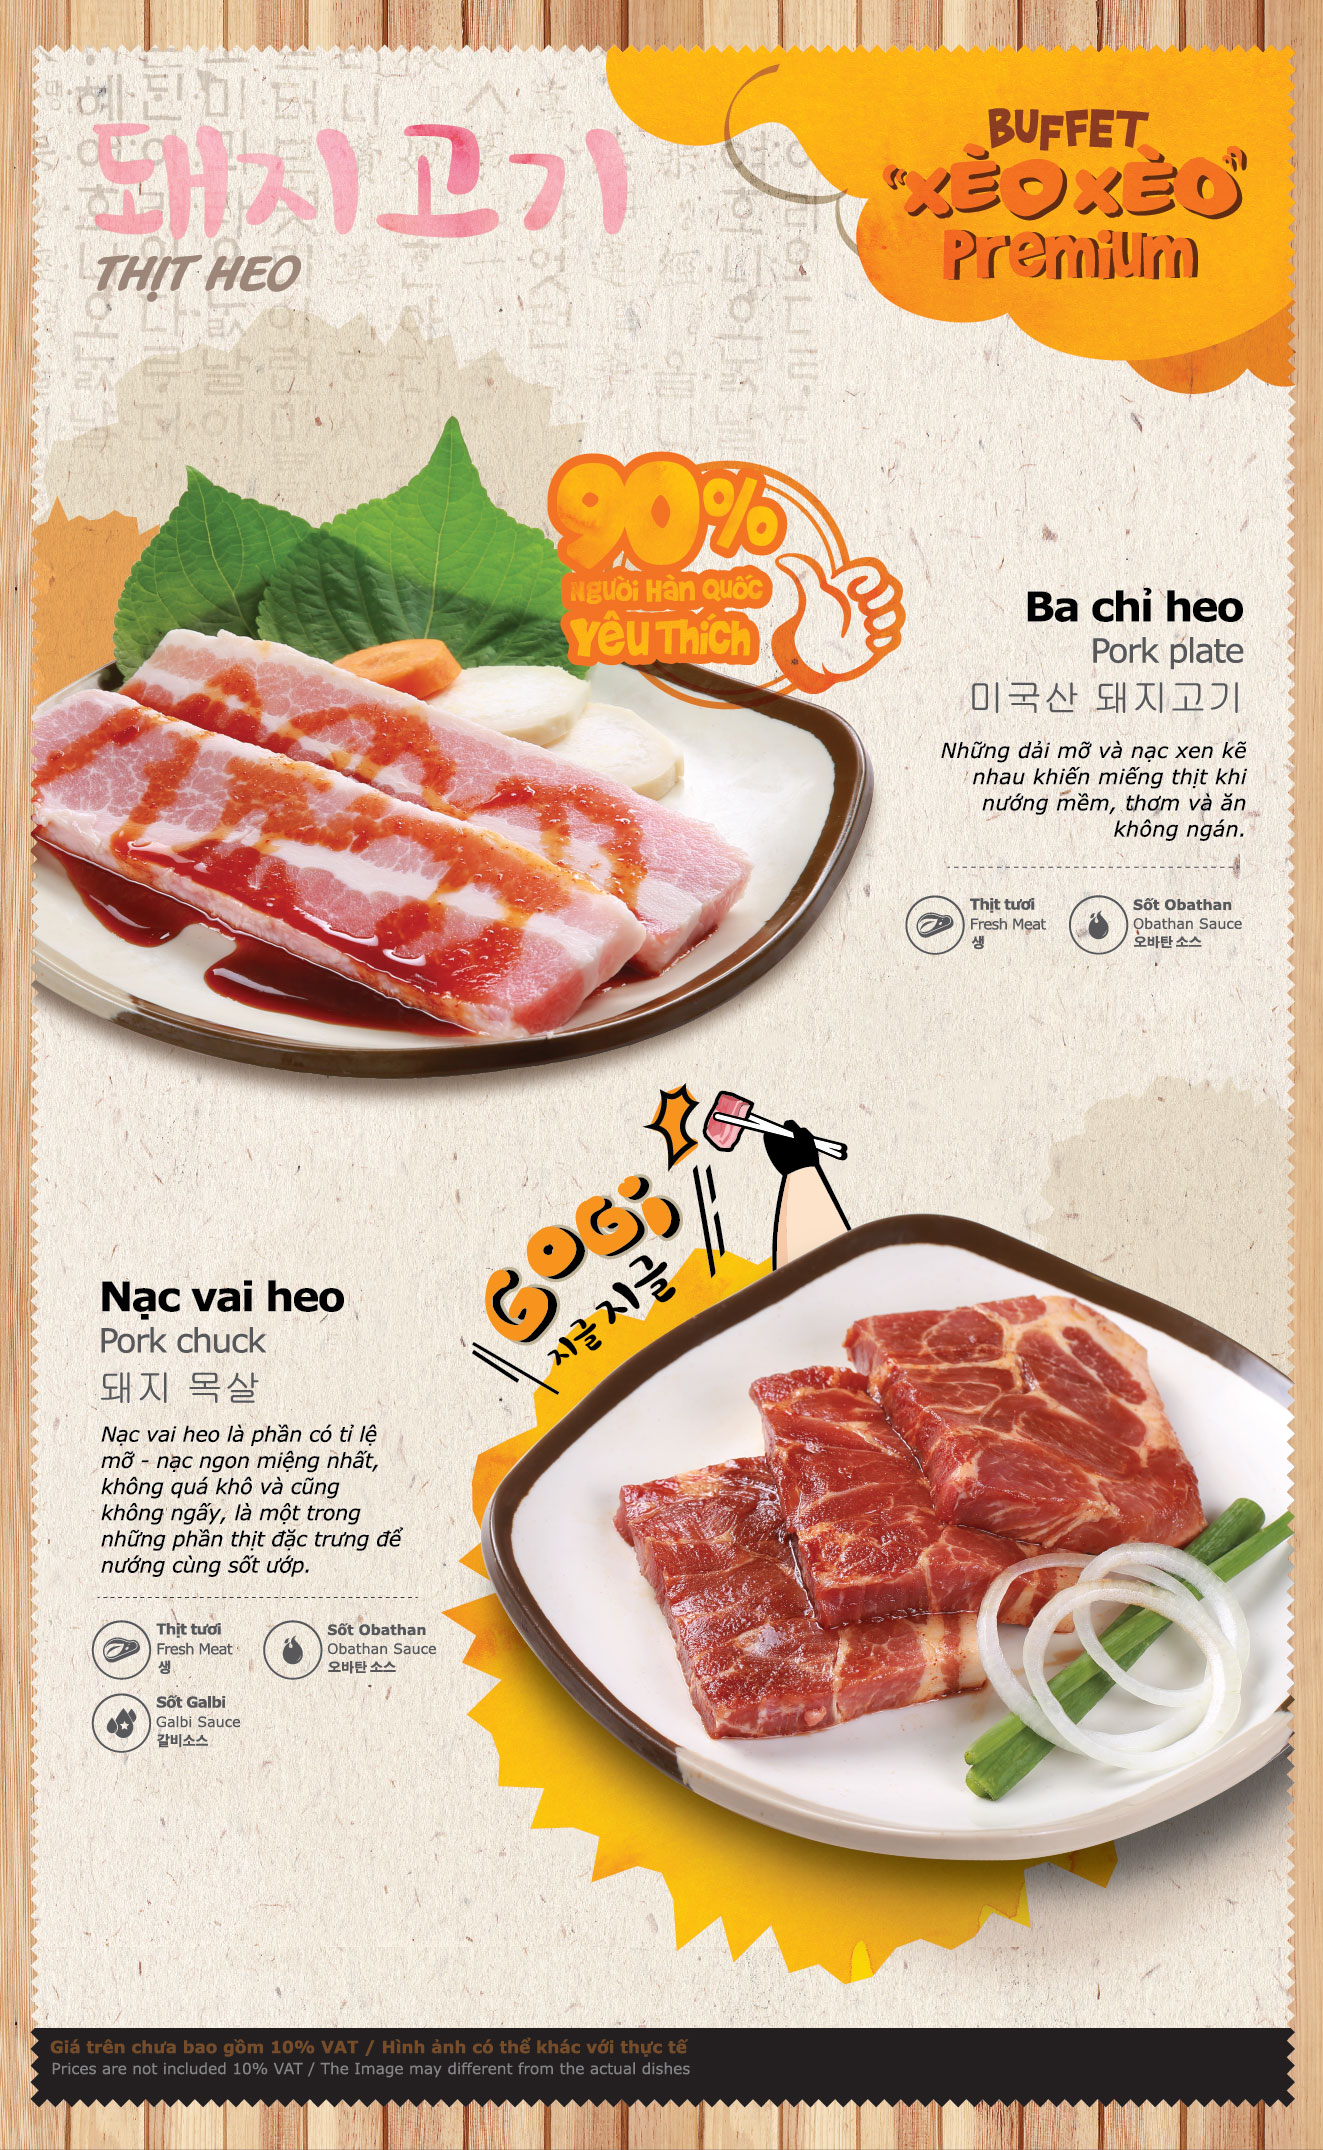 돼지고기
THỊT HEO
BUFFET
"XÈO XÈO"
Premium
90%
Người Hàn Quốc
Yêu Thích
Ba chỉ heo
Pork plate
미국산 돼지고기
Những dải mỡ và nạc xen kẽ
nhau khiến miếng thịt khi
nướng mềm, thơm và ăn
không ngán.
Thịt tươi
Fresh Meat
생
Sốt Obathan
Obathan Sauce
오바탄 소스
GOGi
지글지글
Nạc vai heo
Pork chuck
돼지 목살
Nạc vai heo là phần có tỉ lệ
mỡ - nạc ngon miệng nhất,
không quá khô và cũng
không ngấy, là một trong
những phần thịt đặc trưng để
nướng cùng sốt ướp.
Thịt tươi
Fresh Meat
생
Sốt Obathan
Obathan Sauce
오바탄 소스
Sốt Galbi
Galbi Sauce
갈비소스
Giá trên chưa bao gồm 10% VAT / Hình ảnh có thể khác với thực tế
Prices are not included 10% VAT / The Image may different from the actual dishes